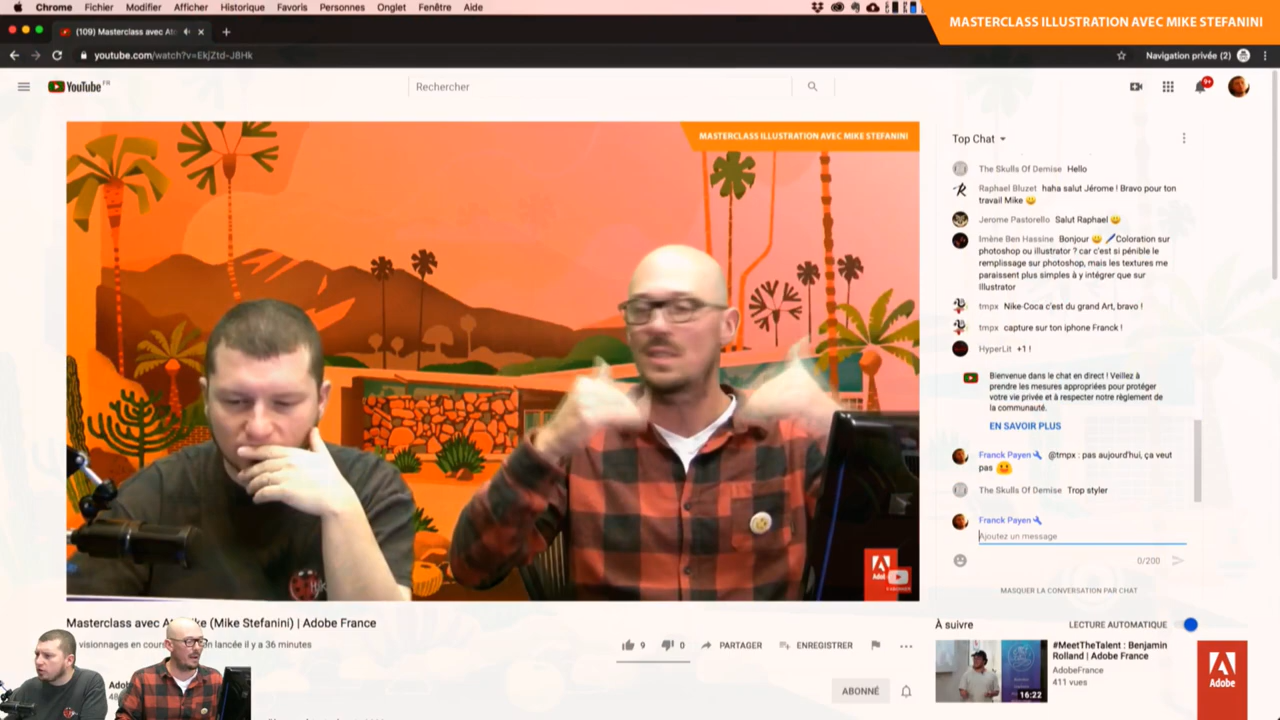 Chrome Fichier Modifier Afficher Historique Favoris Personnes Onglet Fenêtre Aide
MASTERCLASS ILLUSTRATION AVEC MIKE STEFANINI
(109) Masterclass avec Ato
youtube.com/watch?v=EkjZtd-J8Hk
Navigation privée (2)
YouTube FR
Rechercher
9+
MASTERCLASS ILLUSTRATION AVEC MIKE STEFANINI
Top Chat
The Skulls Of Demise Hello
Raphael Bluzet haha salut Jérome ! Bravo pour ton
travail Mike
Jerome Pastorello Salut Raphael
Imène Ben Hassine Bonjour Coloration sur
photoshop ou illustrator ? car c'est si pénible le
remplissage sur photoshop, mais les textures me
paraissent plus simples à y intégrer que sur
Illustrator
tmpx Nike-Coca c'est du grand Art, bravo !
tmpx capture sur ton iphone Franck !
HyperLit +1 !
Bienvenue dans le chat en direct ! Veillez à
prendre les mesures appropriées pour protéger
votre vie privée et à respecter notre règlement de
la communauté.
EN SAVOIR PLUS
Franck Payen @tmpx : pas aujourd'hui, ça veut
pas
The Skulls Of Demise Trop styler
Franck Payen
Ajoutez un message
0/200
MASQUER LA CONVERSATION PAR CHAT
Masterclass avec At ke (Mike Stefanini) | Adobe France
visionnages en cours n lancée il y a 36 minutes
9 0 PARTAGER ENREGISTRER
ABONNÉ
À suivre
LECTURE AUTOMATIQUE
#MeetTheTalent : Benjamin
Rolland | Adobe France
AdobeFrance
411 vues
16:22
Adobe